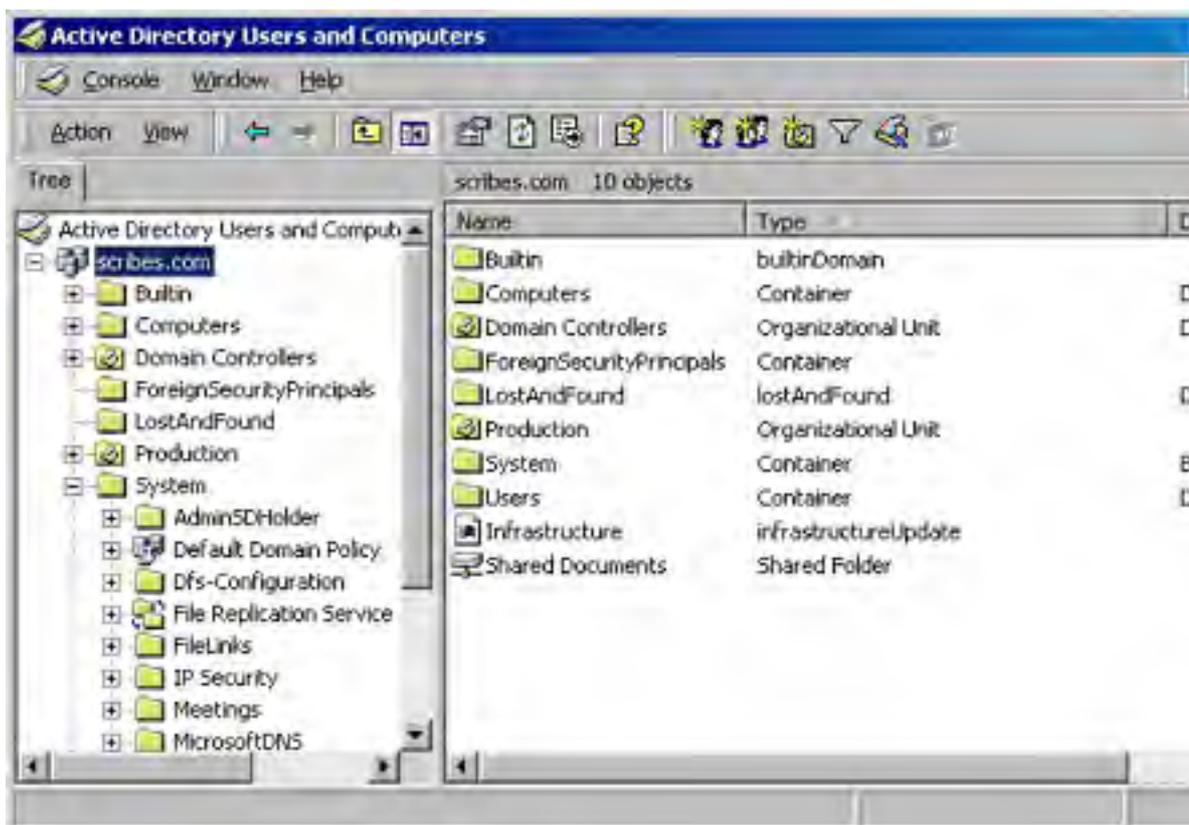 Active Directory Users and Computers
Console Window Help
Action View
Tree
scribes.com 10 objects
Active Directory Users and Comput
scribes.com
Builtin
Computers
Domain Controllers
ForeignSecurityPrincipals
LostAndFound
Production
System
AdminSDHolder
Default Domain Policy
Dfs-Configuration
File Replication Service
FileLinks
IP Security
Meetings
MicrosoftDNS
Name Type D
Builtin builtinDomain
Computers Container D
Domain Controllers Organizational Unit D
ForeignSecurityPrincipals Container
LostAndFound lostAndFound D
Production Organizational Unit
System Container B
Users Container D
Infrastructure infrastructureUpdate
Shared Documents Shared Folder